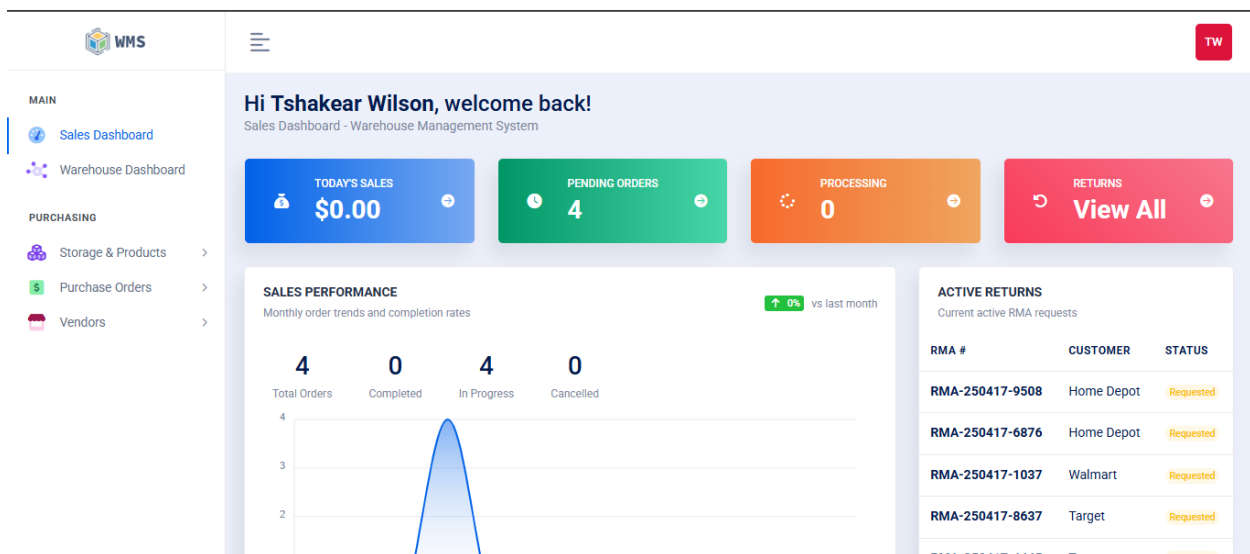 WMS
TW
MAIN
Sales Dashboard
Warehouse Dashboard
PURCHASING
Storage & Products
Purchase Orders
Vendors
Hi Tshakear Wilson, welcome back!
Sales Dashboard - Warehouse Management System
TODAY'S SALES
$0.00
PENDING ORDERS
4
PROCESSING
0
RETURNS
View All
SALES PERFORMANCE
Monthly order trends and completion rates
↑ 0% vs last month
4 0 4 0
Total Orders Completed In Progress Cancelled
4
3
2
ACTIVE RETURNS
Current active RMA requests
RMA # CUSTOMER STATUS
RMA-250417-9508 Home Depot Requested
RMA-250417-6876 Home Depot Requested
RMA-250417-1037 Walmart Requested
RMA-250417-8637 Target Requested